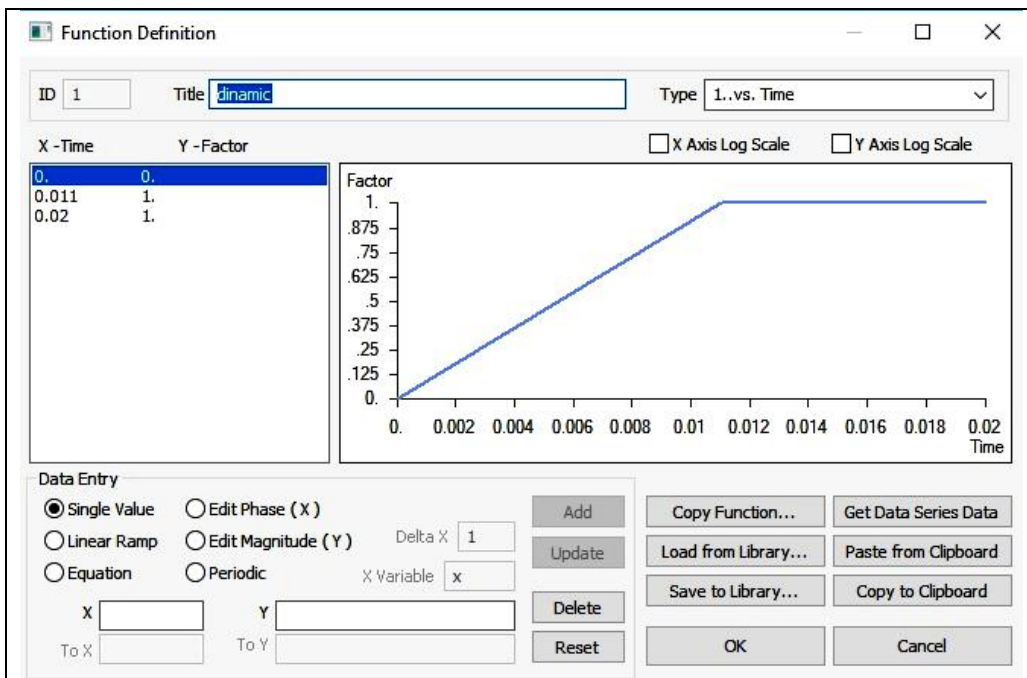 Function Definition
ID 1 Title dinamic Type 1..vs. Time
X -Time Y -Factor X Axis Log Scale Y Axis Log Scale
0. 0.
0.011 1.
0.02 1.
Factor
1.
.875
.75
.625
.5
.375
.25
.125
0.
0. 0.002 0.004 0.006 0.008 0.01 0.012 0.014 0.016 0.018 0.02
Time
Data Entry
Single Value Edit Phase ( X ) Add Copy Function... Get Data Series Data
Linear Ramp Edit Magnitude ( Y ) Delta X 1 Update Load from Library... Paste from Clipboard
Equation Periodic X Variable x Save to Library... Copy to Clipboard
X Y Delete
To X To Y Reset OK Cancel